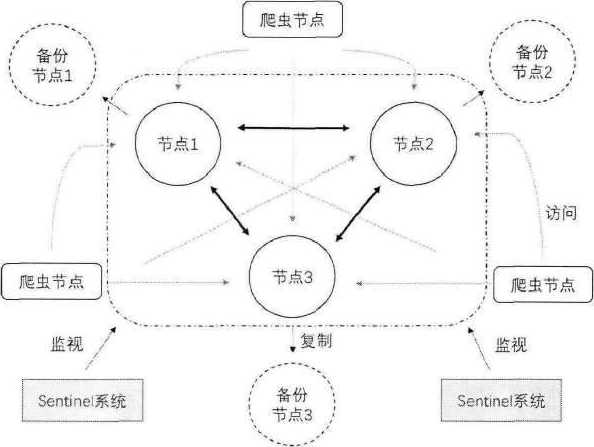 爬虫节点
备份
节点1
备份
节点2
节点1
节点2
访问
爬虫节点
节点3
爬虫节点
监视
复制
监视
Sentinel系统
备份
节点3
Sentinel系统